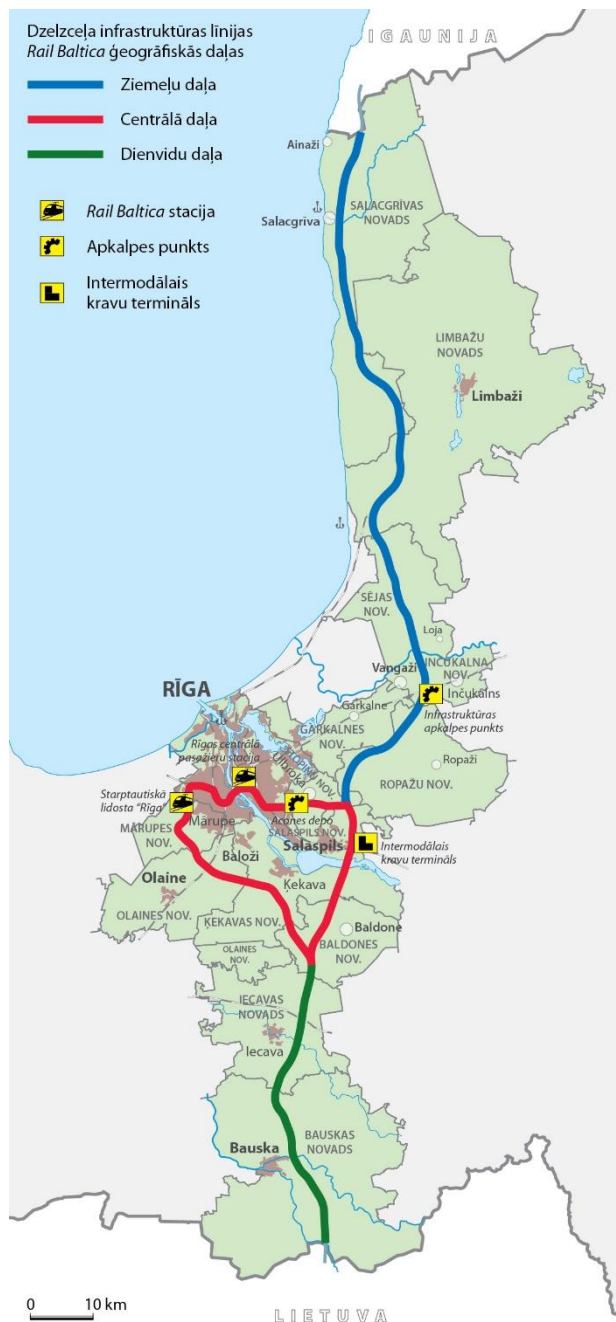 Dzelzceļa infrastruktūras līnijas
Rail Baltica ģeogrāfiskās daļas
Ziemeļu daļa
Centrālā daļa
Dienvidu daļa
Rail Baltica stacija
Apkalpes punkts
Intermodālais
kravu termināls
IGAUNIJA
Ainaži
SALACGRĪVAS
NOVADS
Salacgrīva
LIMBAŽU
NOVADS
Limbaži
SĒJAS
NOV.
Loja
Vangaži
INČUKALNA
NOV.
Inčukalns
Infrastruktūras
apkalpes punkts
RĪGA
Garkalne
GARKALNES
NOV.
Ropaži
ROPAŽU NOV.
Rīgas centrālā
pasažieru stacija
Ulbroka
NOV.
Starptautiskā
lidosta "Rīga"
Acones depo
SALASPILS NOV.
Salaspils
Intermodālais
kravu termināls
Mārupe
MĀRUPES
NOV.
Baloži
Olaine
OLAINES NOV.
Ķekava
ĶEKAVAS NOV.
Baldone
BALDONES
NOV.
OLAINES
NOV.
IECAVAS
NOVADS
Iecava
BAUSKAS
NOVADS
Bauska
0 10 km
LIETUVA